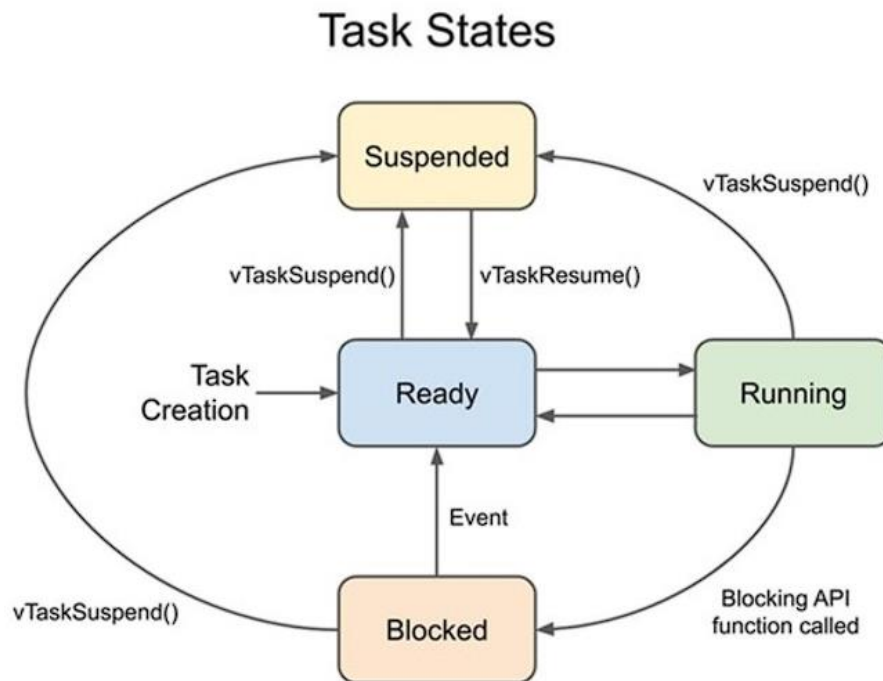 Task States
Suspended
vTaskSuspend()
vTaskSuspend()
vTaskResume()
Task
Creation
Ready
Running
Event
vTaskSuspend()
Blocked
Blocking API
function called